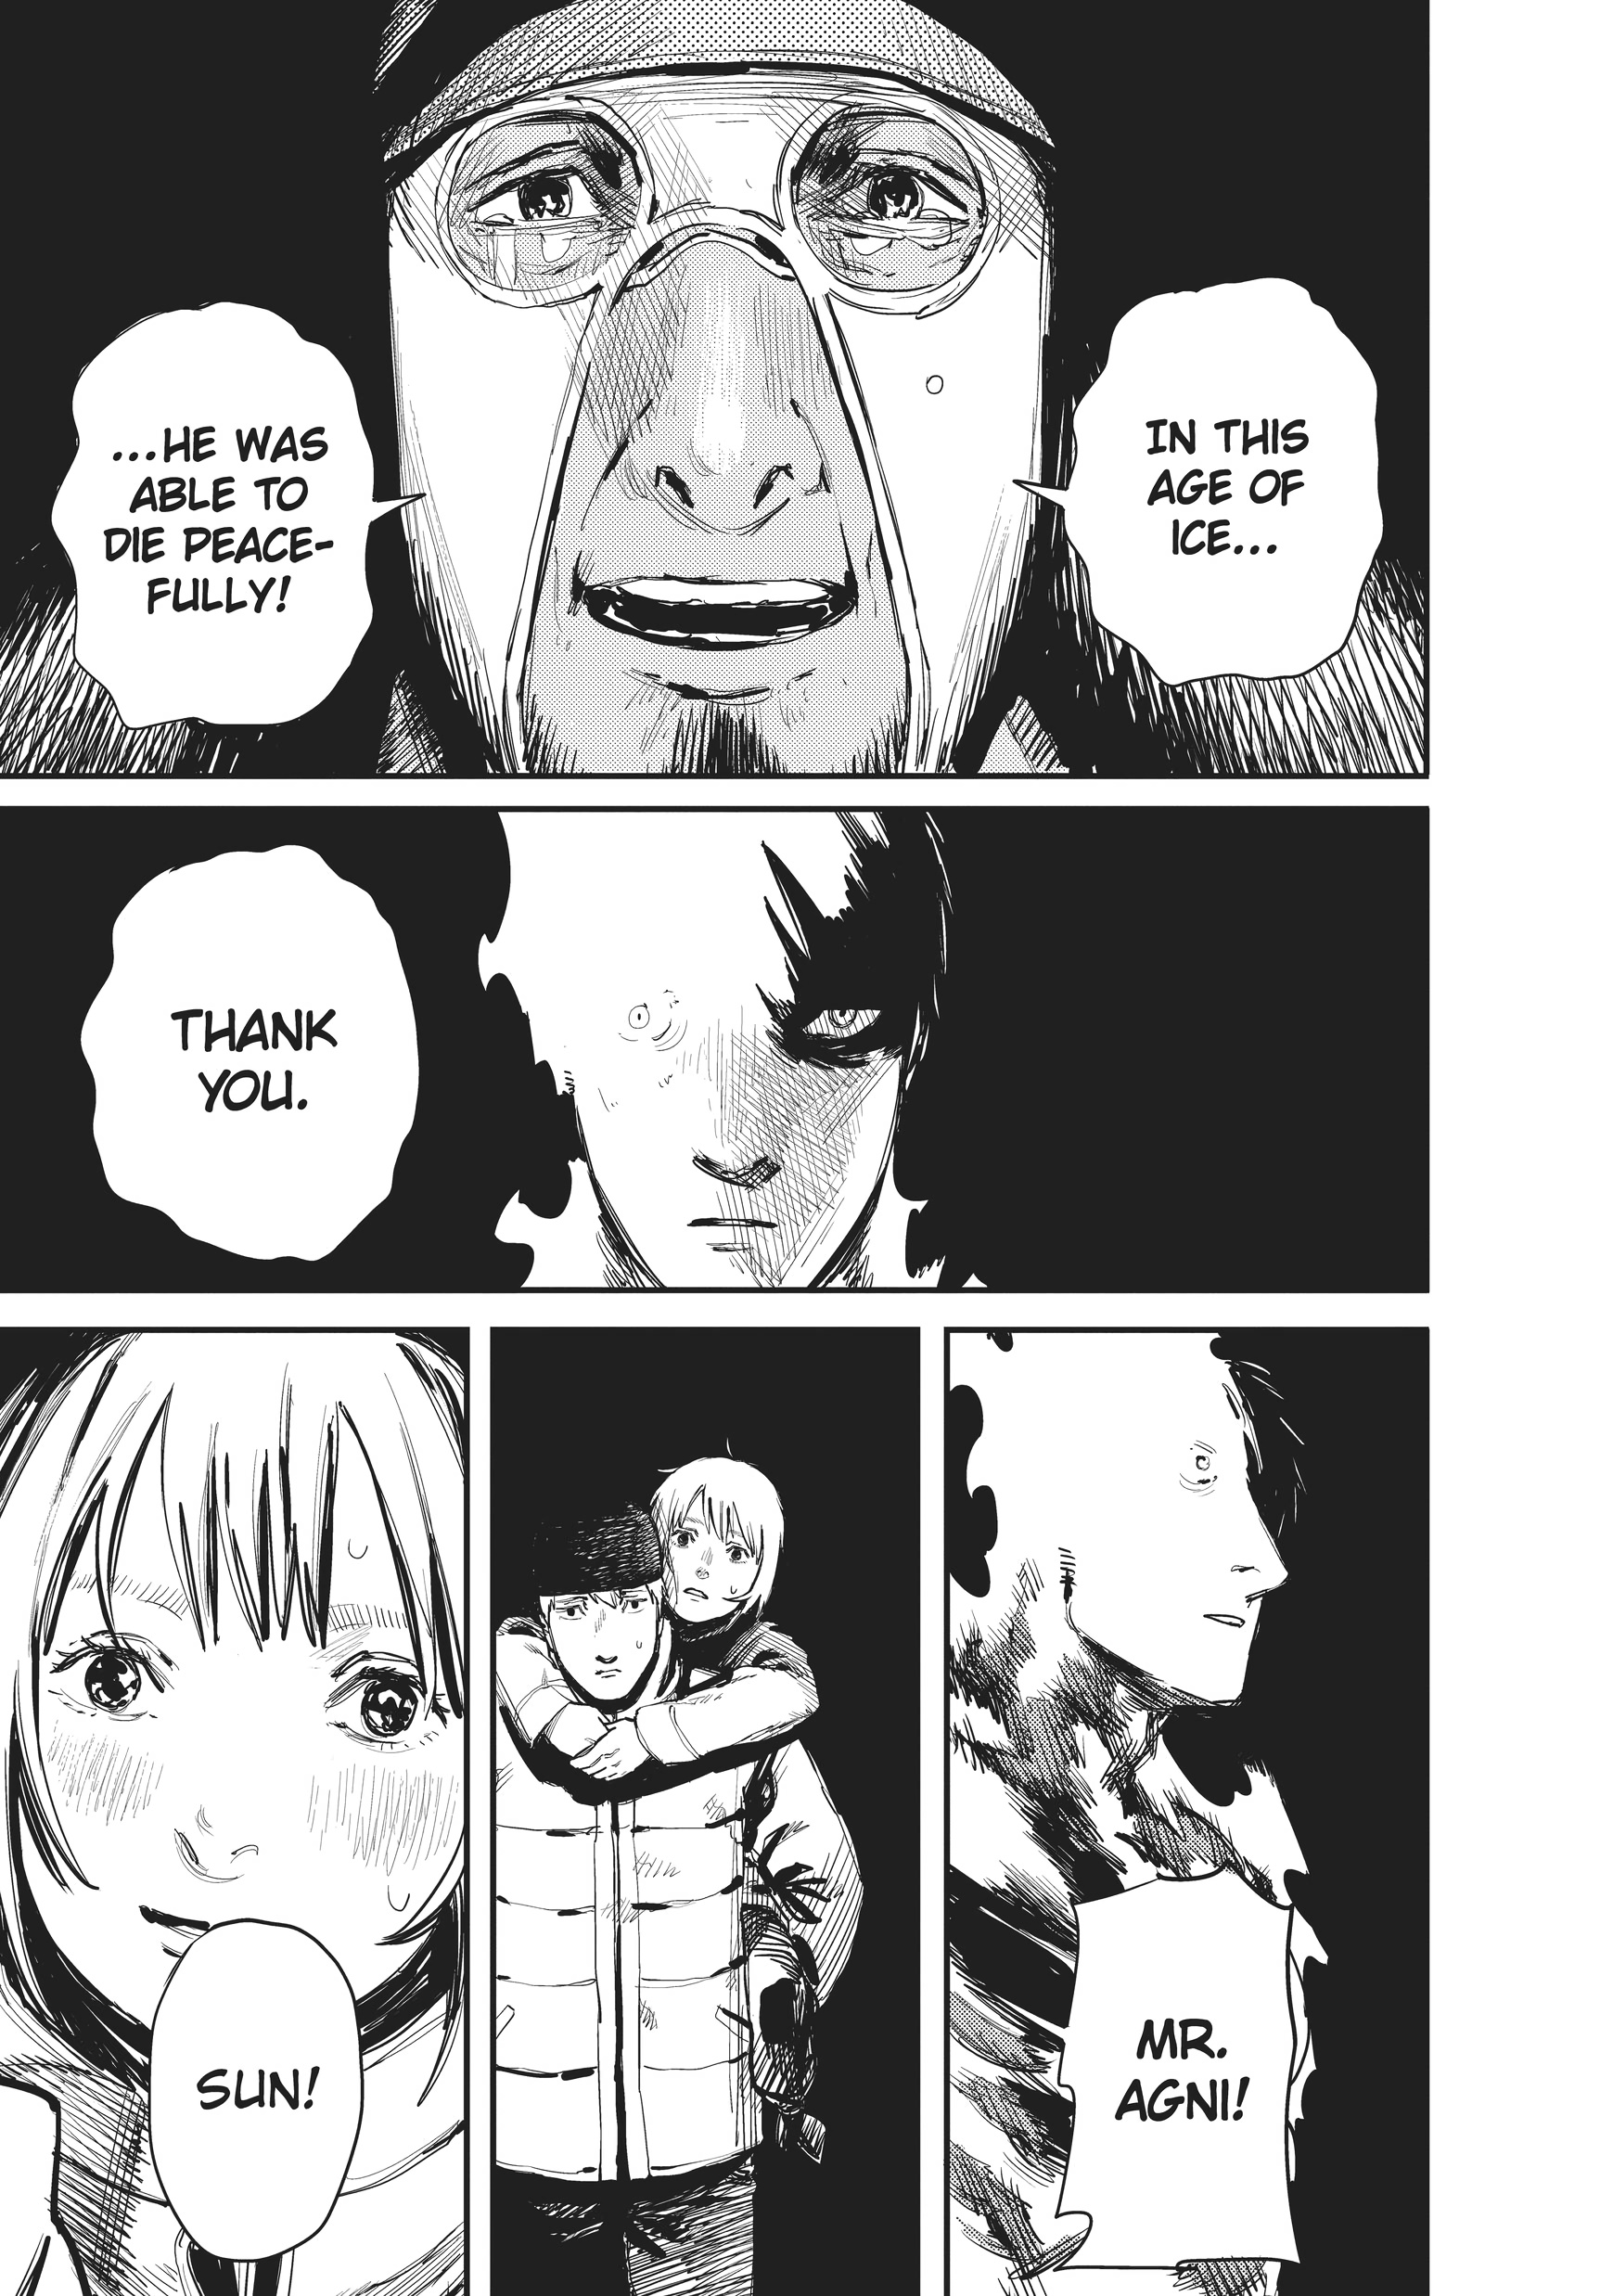 IN THIS
AGE OF
ICE...
...HE WAS
ABLE TO
DIE PEACE-
FULLY!
THANK
YOU.
MR.
AGNI!
SUN!